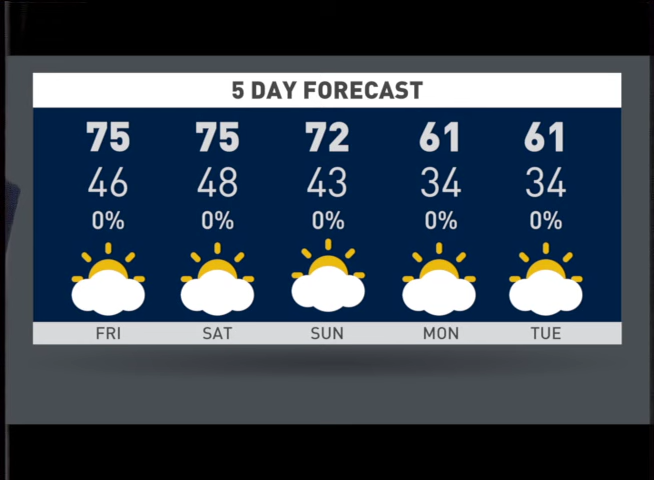 5 DAY FORECAST
75 75 72 61 61
46 48 43 34 34
0% 0% 0% 0% 0%
FRI SAT SUN MON TUE